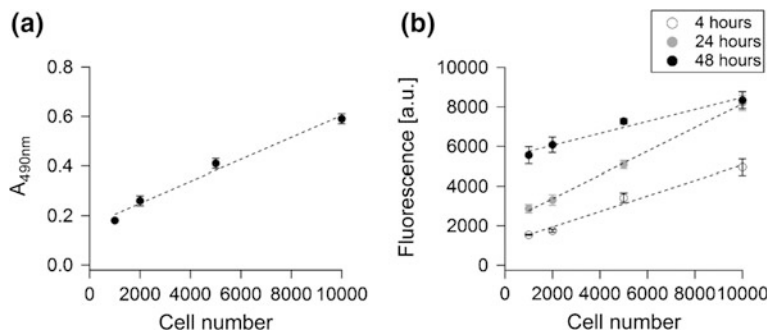 (a)
0.8
0.6
0.4
0.2
0.0
A490nm
0 2000 4000 6000 8000 10000
Cell number
(b)
4 hours
24 hours
48 hours
10000
8000
6000
4000
2000
0
Fluorescence [a.u.]
0 2000 4000 6000 8000 10000
Cell number